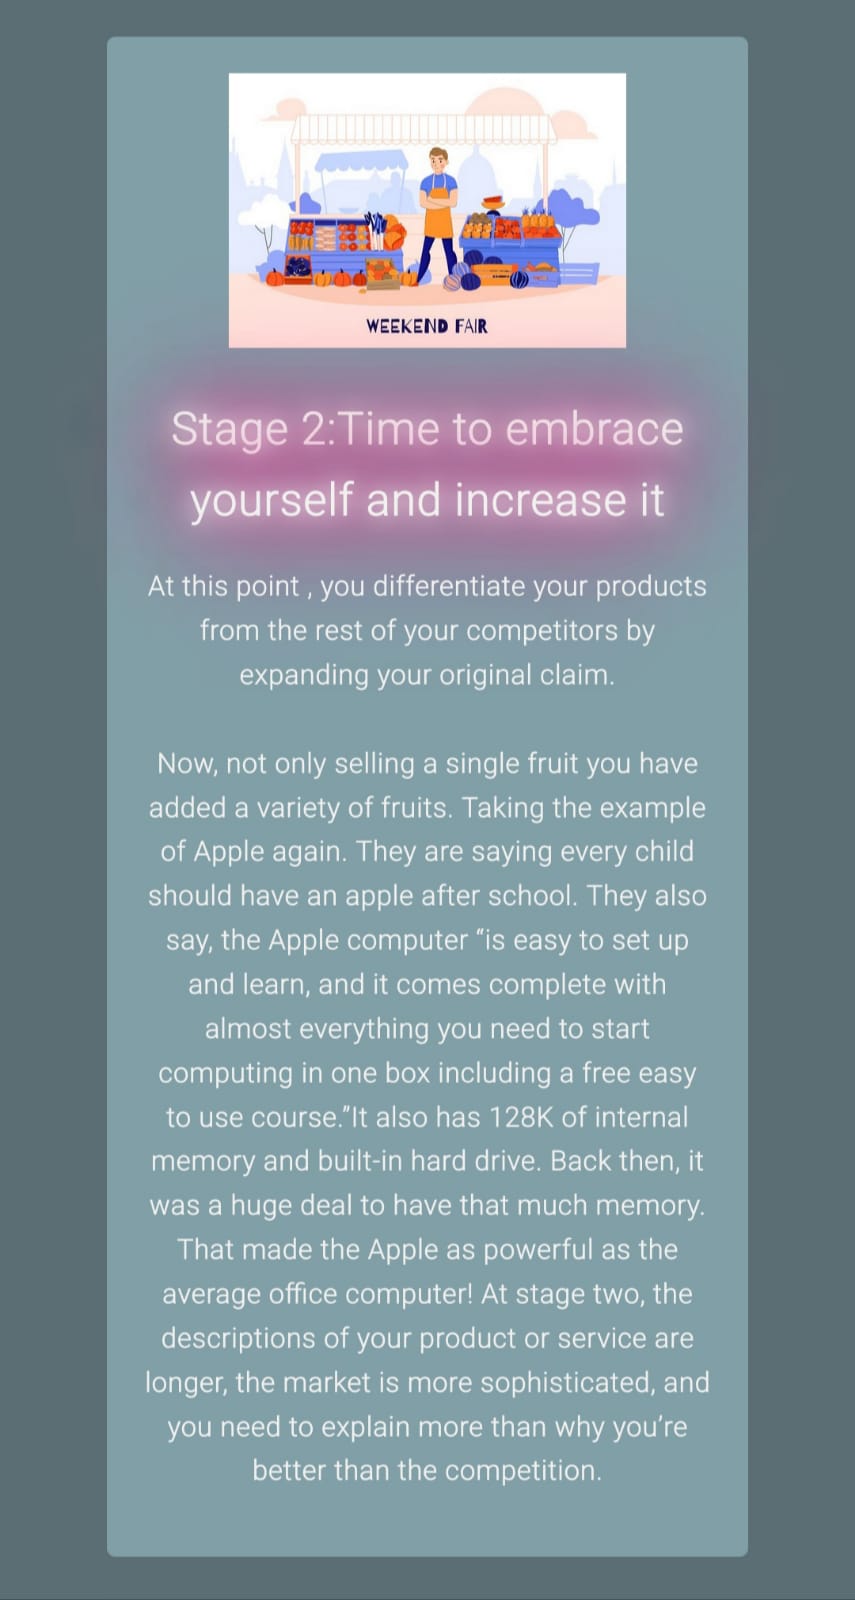 WEEKEND FAIR
Stage 2:Time to embrace
yourself and increase it
At this point , you differentiate your products
from the rest of your competitors by
expanding your original claim.
Now, not only selling a single fruit you have
added a variety of fruits. Taking the example
of Apple again. They are saying every child
should have an apple after school. They also
say, the Apple computer “is easy to set up
and learn, and it comes complete with
almost everything you need to start
computing in one box including a free easy
to use course.”It also has 128K of internal
memory and built-in hard drive. Back then, it
was a huge deal to have that much memory.
That made the Apple as powerful as the
average office computer! At stage two, the
descriptions of your product or service are
longer, the market is more sophisticated, and
you need to explain more than why you’re
better than the competition.